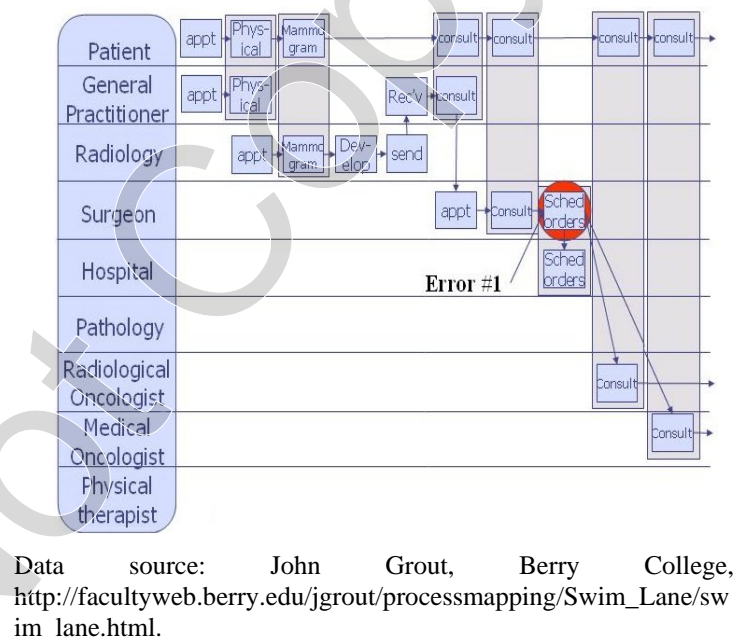 Patient
appt
Phys-
ical
Mammo
gram
consult
consult
consult
consult
General
Practitioner
appt
Phys-
ical
Rec'v
consult
Radiology
appt
Mammo
gram
Dev-
elop
send
Surgeon
appt
Consult
Sched
orders
Hospital
Sched
orders
Error #1
Pathology
Radiological
Oncologist
Consult
Medical
Oncologist
Consult
Physical
therapist
Data source: John Grout, Berry College,
http://facultyweb.berry.edu/jgrout/processmapping/Swim_Lane/sw
im_lane.html.